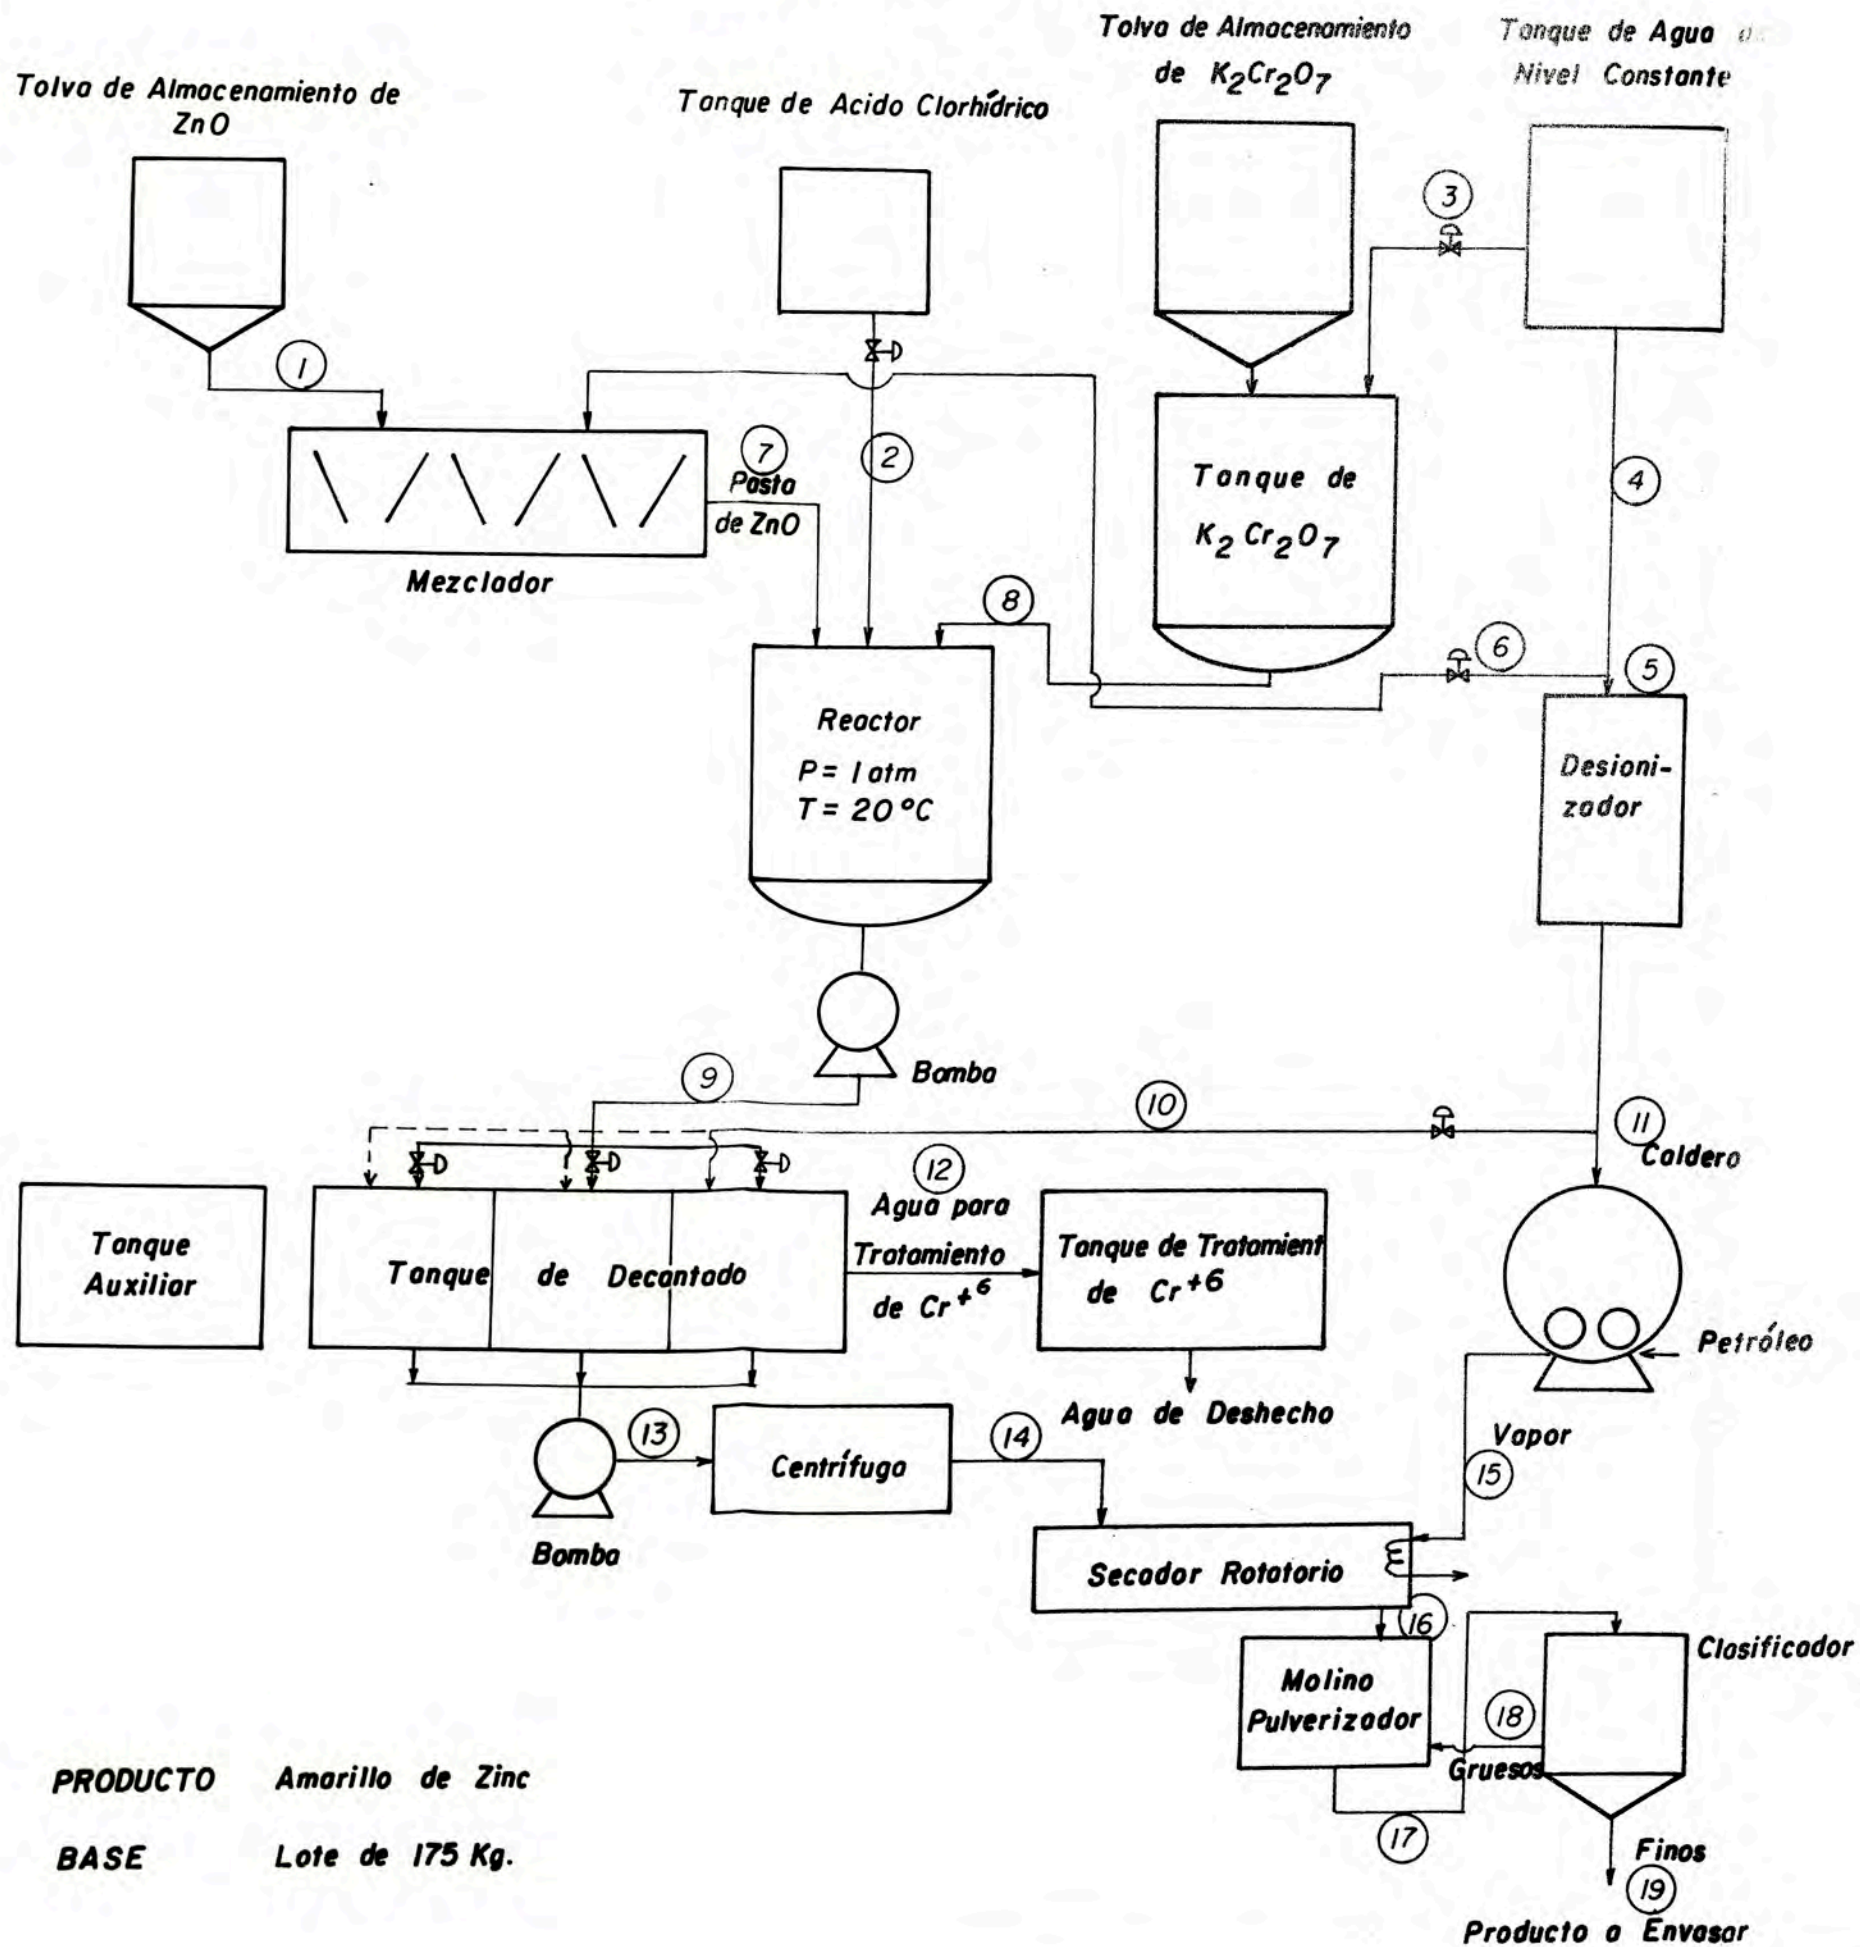 Tolva de Almacenamiento de
ZnO
Tanque de Acido Clorhídrico
Tolva de Almacenamiento
de K2Cr2O7
Tanque de Agua a
Nivel Constante
1
2
3
4
5
6
7
Pasta
de ZnO
Mezclador
Tanque de
K2Cr2O7
8
Reactor
P = 1 atm
T = 20 °C
Desioni-
zador
Bomba
9
10
11
Caldero
12
Agua para
Tratamiento
de Cr+6
Tanque
Auxiliar
Tanque de Decantado
Tanque de Tratamient
de Cr+6
Petróleo
Agua de Deshecho
13
Centrífuga
14
Vapor
15
Bomba
Secador Rotatorio
16
Clasificador
Molino
Pulverizador
18
Gruesos
17
Finos
19
Producto a Envasar
PRODUCTO Amarillo de Zinc
BASE Lote de 175 Kg.